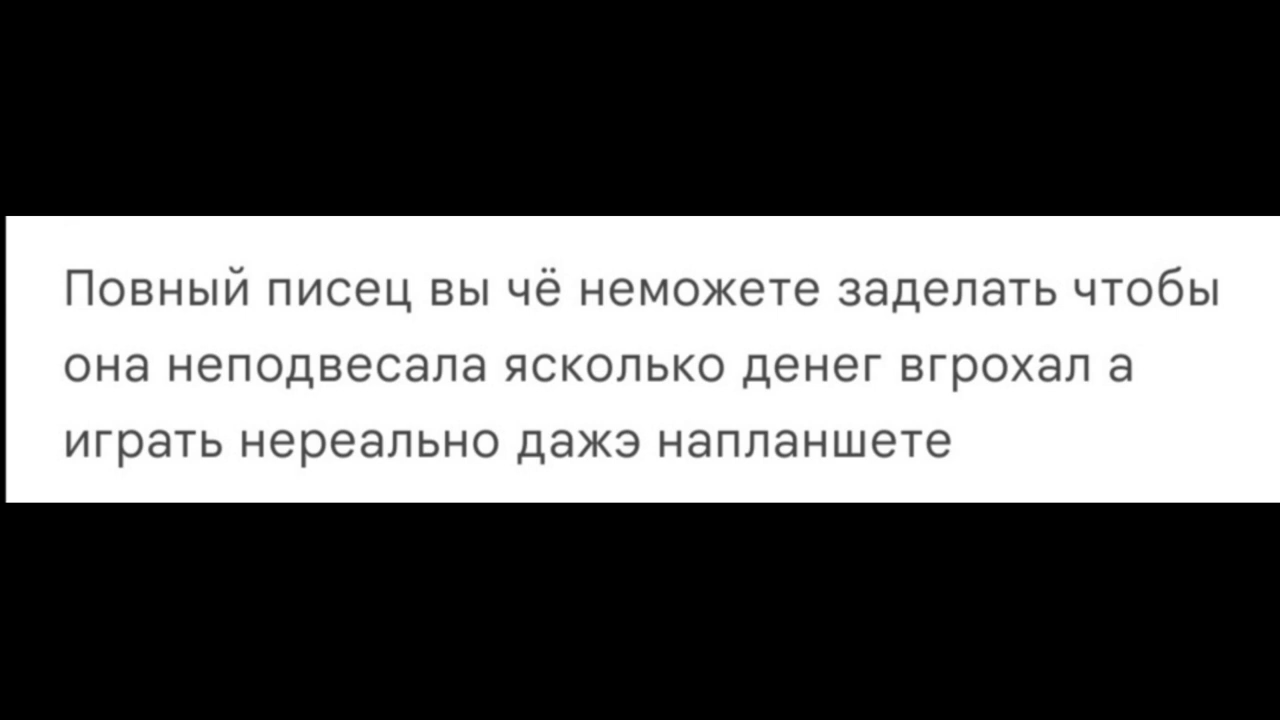 Повный писец вы чё неможете заделать чтобы
она неподвесала ясколько денег вгрохал а
играть нереально дажэ напланшете